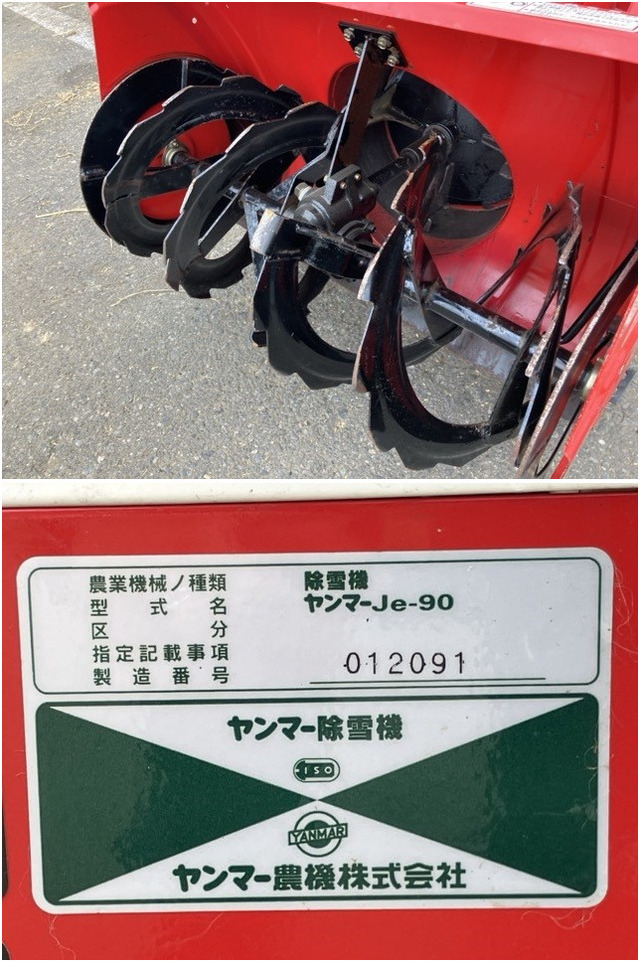 農業機械ノ種類 除雪機
型式名 ヤンマーJe-90
区分
指定記載事項
製造番号 012091
ヤンマー除雪機
ISO
YANMAR
ヤンマー農機株式会社